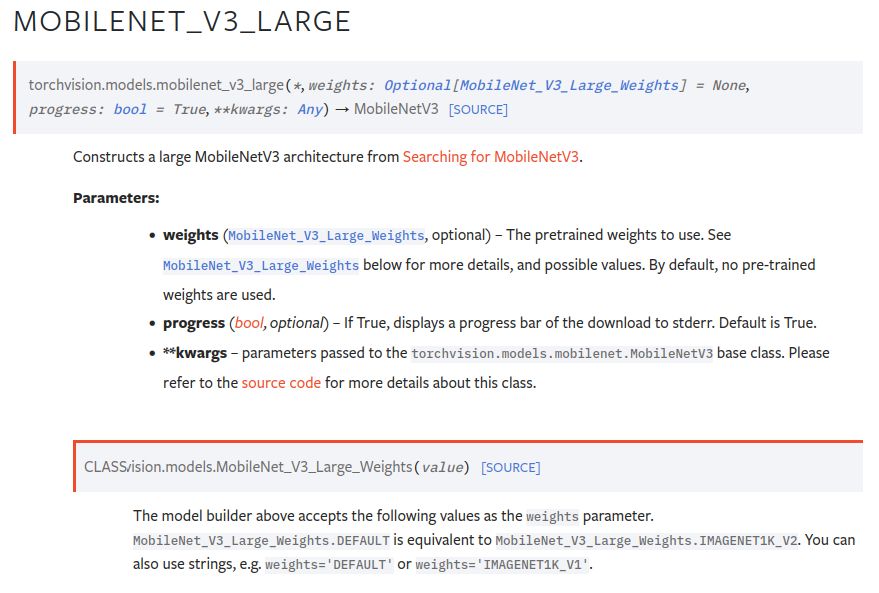 MOBILENET_V3_LARGE
torchvision.models.mobilenet_v3_large(*, weights: Optional[MobileNet_V3_Large_Weights] = None,
progress: bool = True, **kwargs: Any) → MobileNetV3 [SOURCE]
Constructs a large MobileNetV3 architecture from Searching for MobileNetV3.
Parameters:
• weights (MobileNet_V3_Large_Weights, optional) – The pretrained weights to use. See
MobileNet_V3_Large_Weights below for more details, and possible values. By default, no pre-trained
weights are used.
• progress (bool, optional) – If True, displays a progress bar of the download to stderr. Default is True.
• **kwargs – parameters passed to the torchvision.models.mobilenet.MobileNetV3 base class. Please
refer to the source code for more details about this class.
CLASSvision.models.MobileNet_V3_Large_Weights(value) [SOURCE]
The model builder above accepts the following values as the weights parameter.
MobileNet_V3_Large_Weights.DEFAULT is equivalent to MobileNet_V3_Large_Weights.IMAGENET1K_V2. You can
also use strings, e.g. weights='DEFAULT' or weights='IMAGENET1K_V1'.